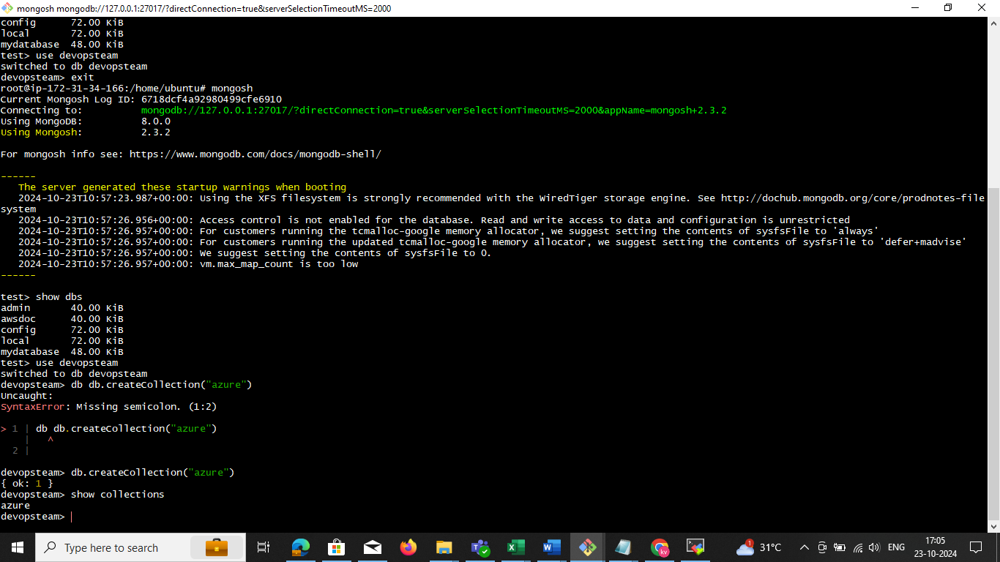 mongosh mongodb://127.0.0.1:27017/?directConnection=true&serverSelectionTimeoutMS=2000
config      72.00 KiB
local       72.00 KiB
mydatabase  48.00 KiB
test> use devopsteam
switched to db devopsteam
devopsteam> exit
root@ip-172-31-34-166:/home/ubuntu# mongosh
Current Mongosh Log ID: 6718dcf4a92980499cfe6910
Connecting to:          mongodb://127.0.0.1:27017/?directConnection=true&serverSelectionTimeoutMS=2000&appName=mongosh+2.3.2
Using MongoDB:          8.0.0
Using Mongosh:          2.3.2
For mongosh info see: https://www.mongodb.com/docs/mongodb-shell/
------
   The server generated these startup warnings when booting
   2024-10-23T10:57:23.987+00:00: Using the XFS filesystem is strongly recommended with the WiredTiger storage engine. See http://dochub.mongodb.org/core/prodnotes-file
system
   2024-10-23T10:57:26.956+00:00: Access control is not enabled for the database. Read and write access to data and configuration is unrestricted
   2024-10-23T10:57:26.957+00:00: For customers running the tcmalloc-google memory allocator, we suggest setting the contents of sysfsFile to 'always'
   2024-10-23T10:57:26.957+00:00: For customers running the updated tcmalloc-google memory allocator, we suggest setting the contents of sysfsFile to 'defer+madvise'
   2024-10-23T10:57:26.957+00:00: We suggest setting the contents of sysfsFile to 0.
   2024-10-23T10:57:26.957+00:00: vm.max_map_count is too low
------
test> show dbs
admin       40.00 KiB
awsdoc      40.00 KiB
config      72.00 KiB
local       72.00 KiB
mydatabase  48.00 KiB
test> use devopsteam
switched to db devopsteam
devopsteam> db db.createCollection("azure")
Uncaught:
SyntaxError: Missing semicolon. (1:2)
> 1 | db db.createCollection("azure")
    |   ^
  2 |
devopsteam> db.createCollection("azure")
{ ok: 1 }
devopsteam> show collections
azure
devopsteam>
Type here to search
1
kv
31°C
ENG
17:05
23-10-2024